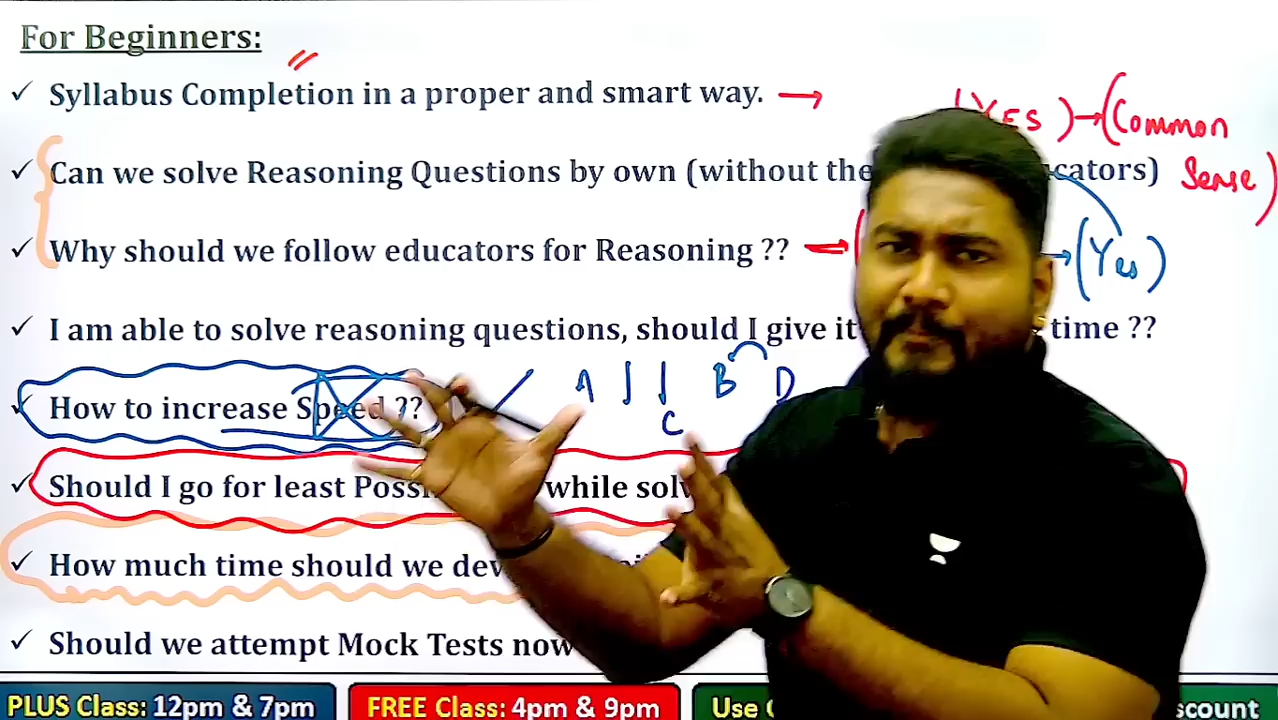 For Beginners:
✓ Syllabus Completion in a proper and smart way. → (YES) → (Common
✓ Can we solve Reasoning Questions by own (without the cators) Sense)
✓ Why should we follow educators for Reasoning ?? → ( → (Yes)
✓ I am able to solve reasoning questions, should I give it time ??
A B D
✓ How to increase Speed ??
C
✓ Should I go for least while
✓ How much time should we
✓ Should we attempt Mock Tests now
PLUS Class: 12pm & 7pm FREE Class: 4pm & 9pm Use scount